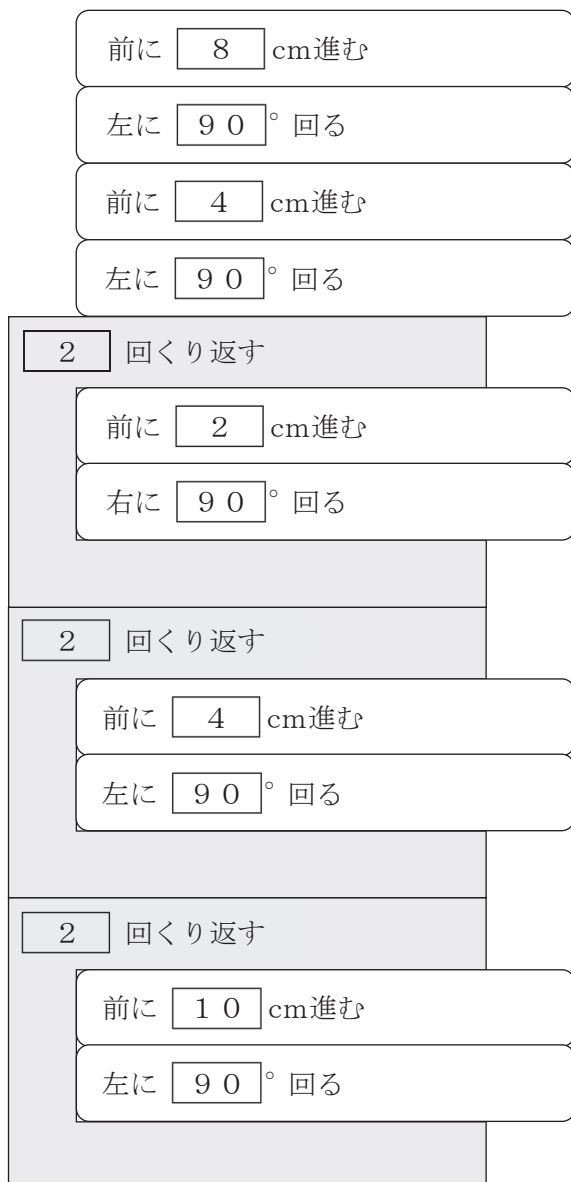 前に ８ cm進む
左に ９０ ° 回る
前に ４ cm進む
左に ９０ ° 回る
２ 回くり返す
前に ２ cm進む
右に ９０ ° 回る
２ 回くり返す
前に ４ cm進む
左に ９０ ° 回る
２ 回くり返す
前に １０ cm進む
左に ９０ ° 回る